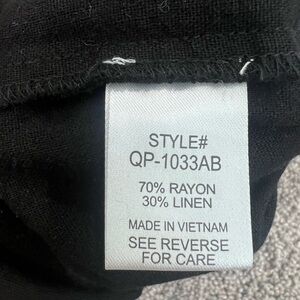 STYLE#
QP-1033AB
70% RAYON
30% LINEN
MADE IN VIETNAM
SEE REVERSE
FOR CARE